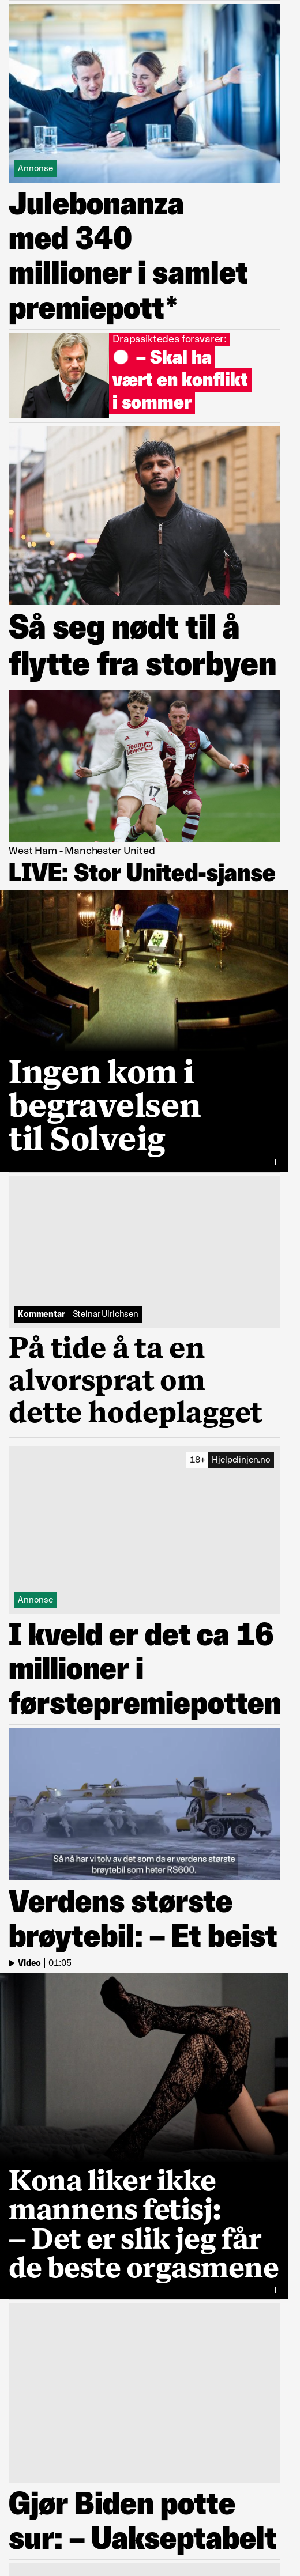 Annonse
Julebonanza
med 340
millioner i samlet
premiepott*
Drapssiktedes forsvarer:
– Skal ha
vært en konflikt
i sommer
Så seg nødt til å
flytte fra storbyen
TeamViewer
17
West Ham - Manchester United
LIVE: Stor United-sjanse
Ingen kom i
begravelsen
til Solveig
+
Kommentar | Steinar Ulrichsen
På tide å ta en
alvorsprat om
dette hodeplagget
18+ Hjelpelinjen.no
Annonse
I kveld er det ca 16
millioner i
førstepremiepotten
Så nå har vi tolv av det som da er verdens største
brøytebil som heter RS600.
Verdens største
brøytebil: – Et beist
Video | 01:05
Kona liker ikke
mannens fetisj:
– Det er slik jeg får
de beste orgasmene
+
Gjør Biden potte
sur: – Uakseptabelt